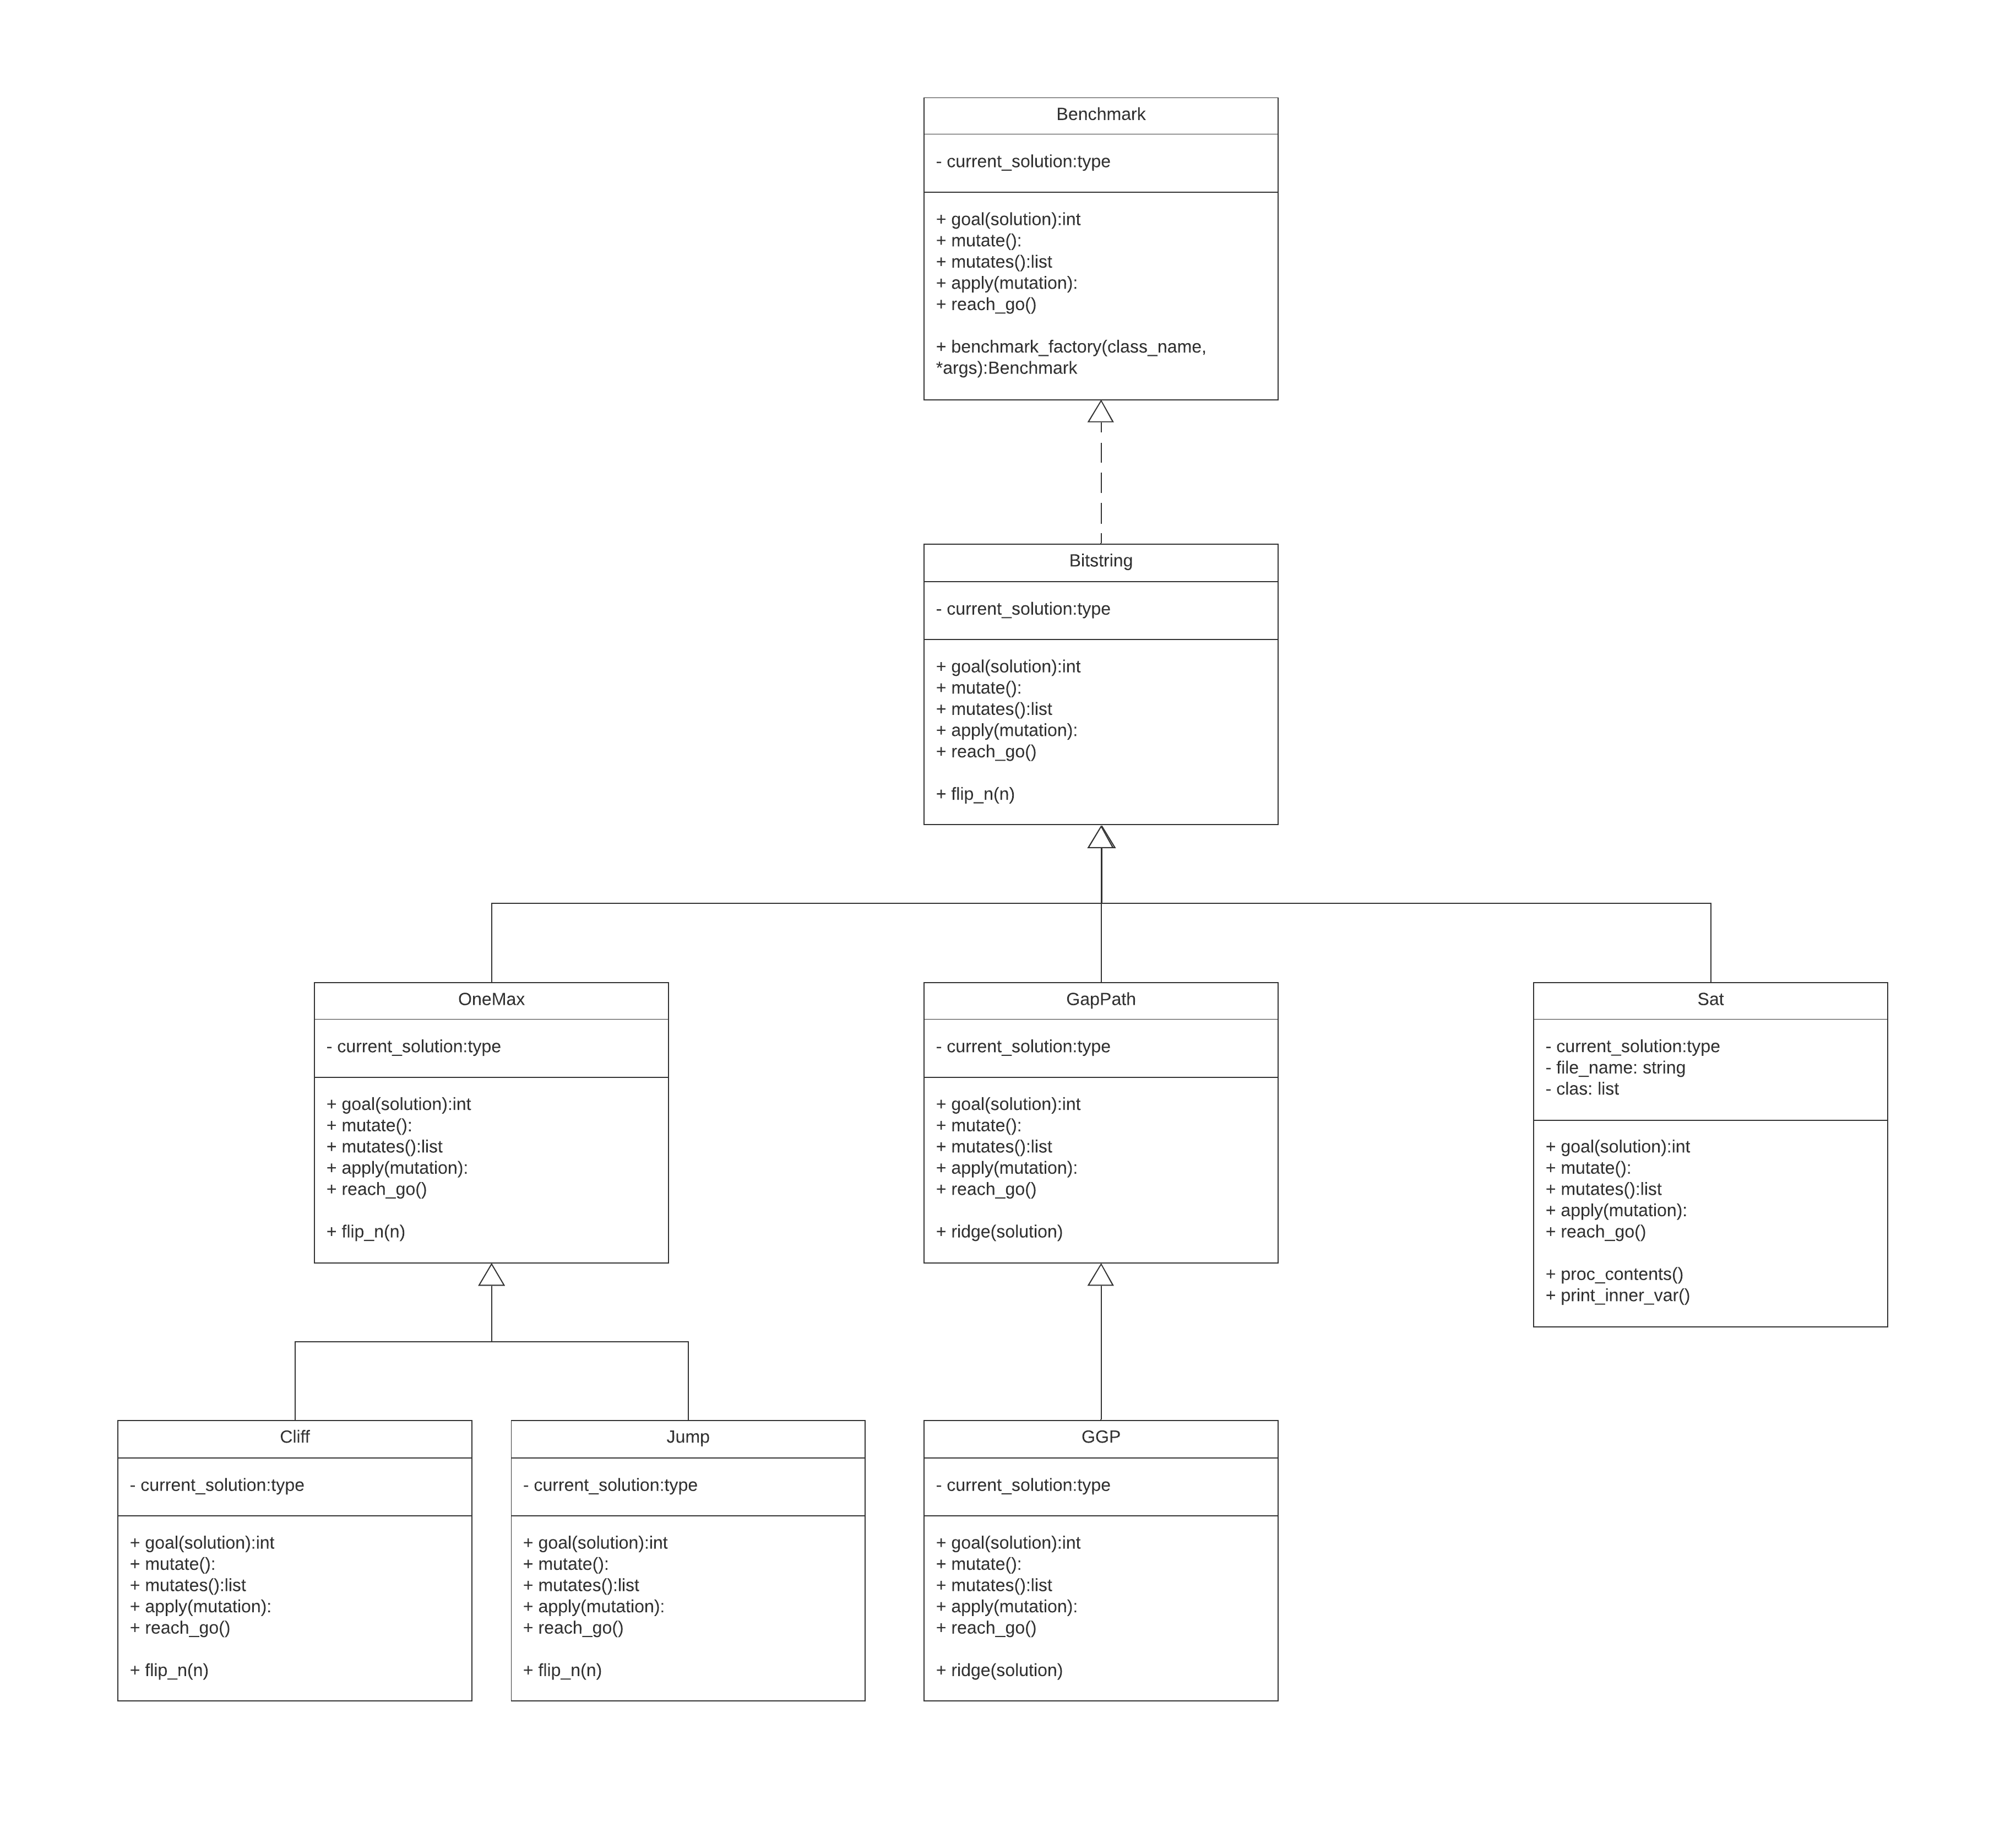 Benchmark
- current_solution:type
+ goal(solution):int
+ mutate():
+ mutates():list
+ apply(mutation):
+ reach_go()
+ benchmark_factory(class_name,
*args):Benchmark
Bitstring
- current_solution:type
+ goal(solution):int
+ mutate():
+ mutates():list
+ apply(mutation):
+ reach_go()
+ flip_n(n)
OneMax
- current_solution:type
+ goal(solution):int
+ mutate():
+ mutates():list
+ apply(mutation):
+ reach_go()
+ flip_n(n)
GapPath
- current_solution:type
+ goal(solution):int
+ mutate():
+ mutates():list
+ apply(mutation):
+ reach_go()
+ ridge(solution)
Sat
- current_solution:type
- file_name: string
- clas: list
+ goal(solution):int
+ mutate():
+ mutates():list
+ apply(mutation):
+ reach_go()
+ proc_contents()
+ print_inner_var()
Cliff
- current_solution:type
+ goal(solution):int
+ mutate():
+ mutates():list
+ apply(mutation):
+ reach_go()
+ flip_n(n)
Jump
- current_solution:type
+ goal(solution):int
+ mutate():
+ mutates():list
+ apply(mutation):
+ reach_go()
+ flip_n(n)
GGP
- current_solution:type
+ goal(solution):int
+ mutate():
+ mutates():list
+ apply(mutation):
+ reach_go()
+ ridge(solution)